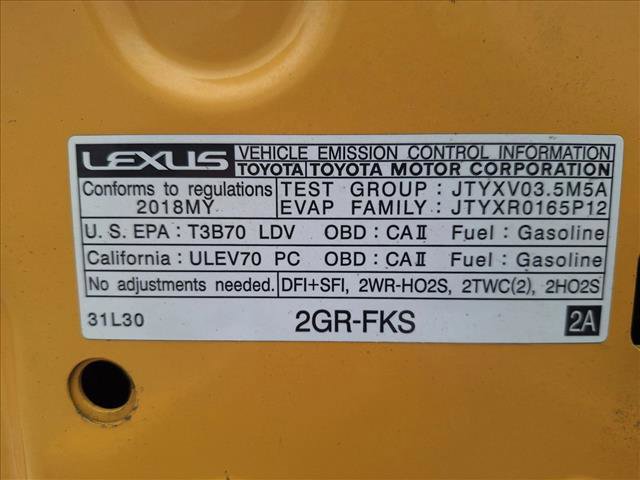 LEXUS VEHICLE EMISSION CONTROL INFORMATION
TOYOTA TOYOTA MOTOR CORPORATION
Conforms to regulations TEST GROUP : JTYXV03.5M5A
2018MY EVAP FAMILY : JTYXR0165P12
U. S. EPA : T3B70 LDV OBD : CAⅡ Fuel : Gasoline
California : ULEV70 PC OBD : CAⅡ Fuel : Gasoline
No adjustments needed. DFI+SFI, 2WR-HO2S, 2TWC(2), 2HO2S
31L30 2GR-FKS 2A